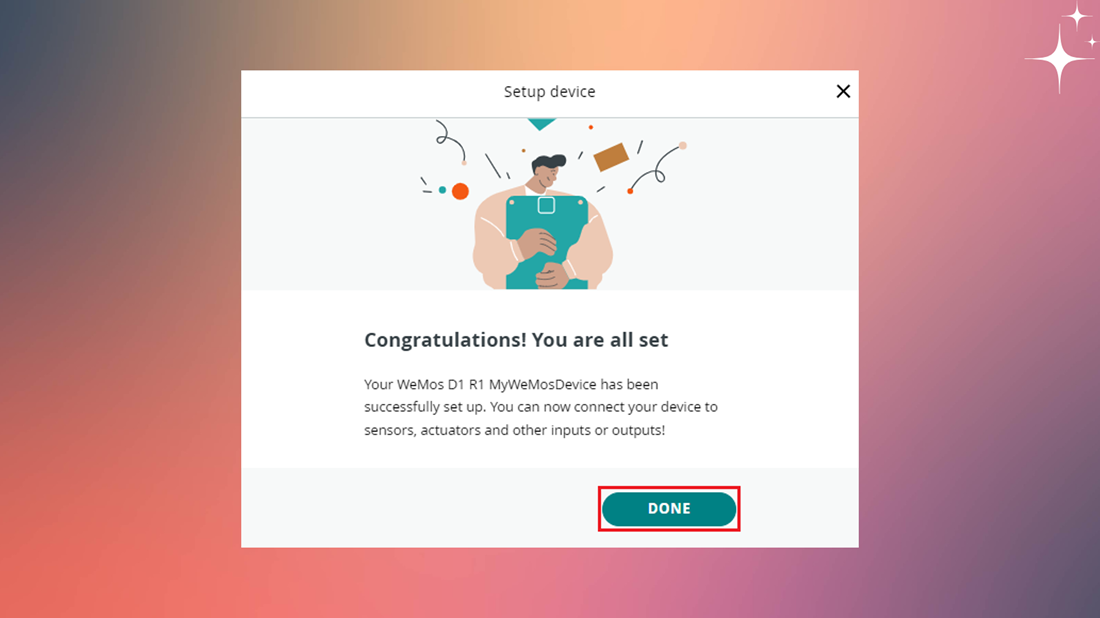 Setup device
Congratulations! You are all set
Your WeMos D1 R1 MyWeMosDevice has been
successfully set up. You can now connect your device to
sensors, actuators and other inputs or outputs!
DONE